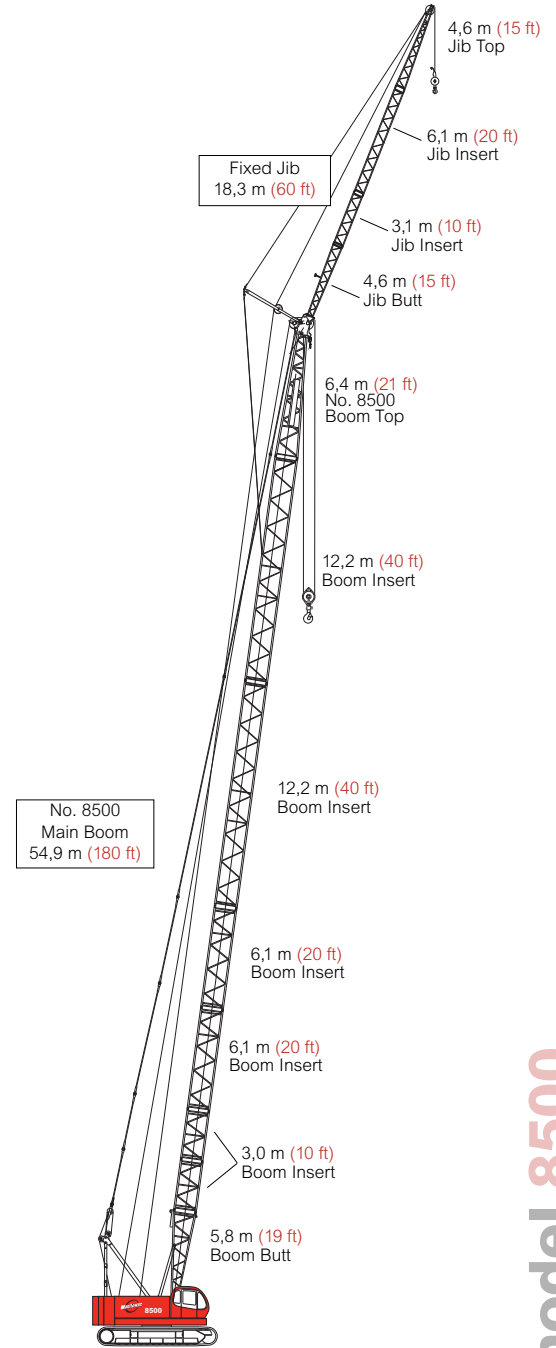 4,6 m (15 ft)
Jib Top
6,1 m (20 ft)
Jib Insert
Fixed Jib
18,3 m (60 ft)
3,1 m (10 ft)
Jib Insert
4,6 m (15 ft)
Jib Butt
6,4 m (21 ft)
No. 8500
Boom Top
12,2 m (40 ft)
Boom Insert
12,2 m (40 ft)
Boom Insert
No. 8500
Main Boom
54,9 m (180 ft)
6,1 m (20 ft)
Boom Insert
6,1 m (20 ft)
Boom Insert
3,0 m (10 ft)
Boom Insert
5,8 m (19 ft)
Boom Butt
8500
model 8500